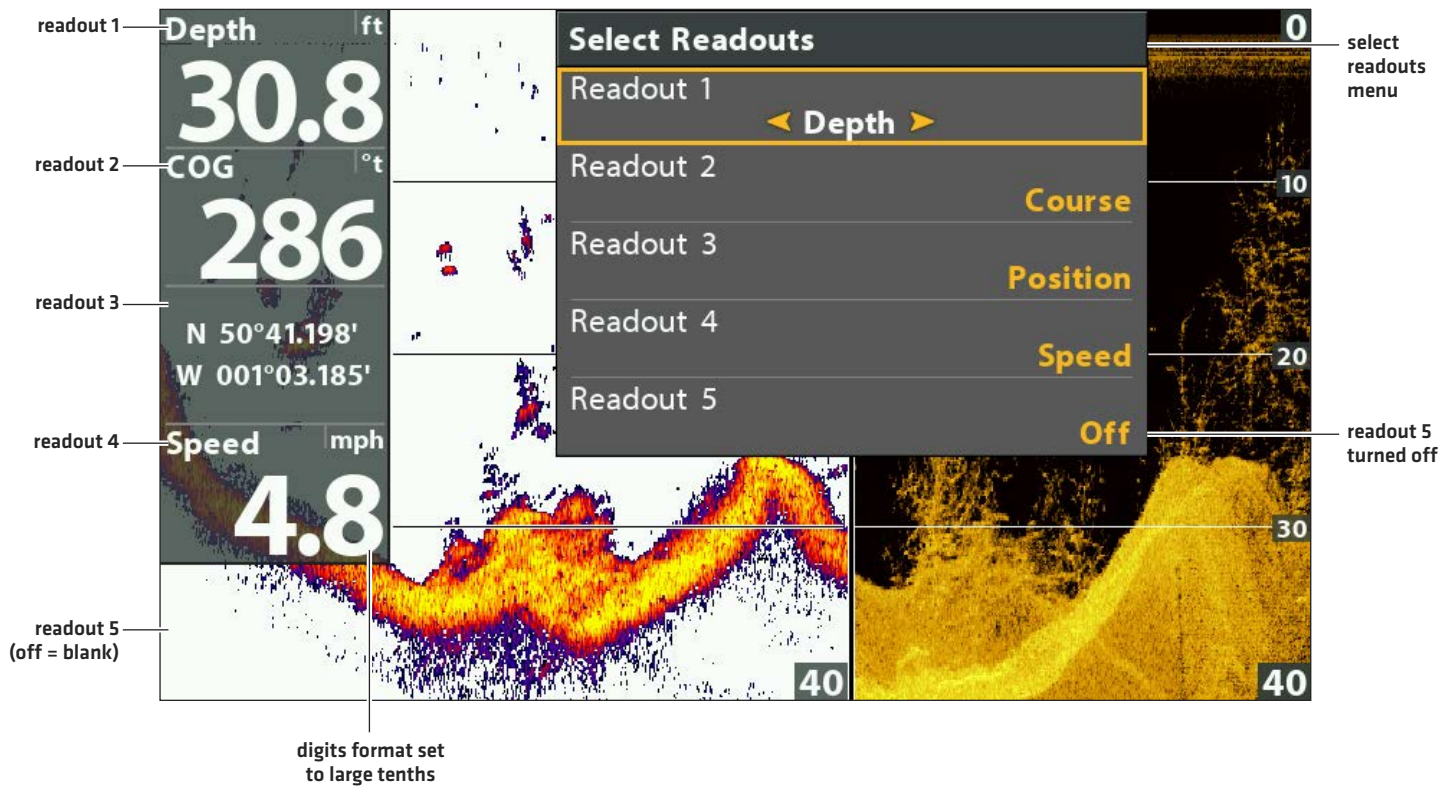 readout 1
Depth ft
30.8
readout 2
COG °t
286
readout 3
N 50°41.198'
W 001°03.185'
readout 4
Speed mph
4.8
readout 5
(off = blank)
digits format set
to large tenths
Select Readouts
Readout 1
Depth
Readout 2
Course
Readout 3
Position
Readout 4
Speed
Readout 5
Off
40
0
10
20
30
40
select
readouts
menu
readout 5
turned off